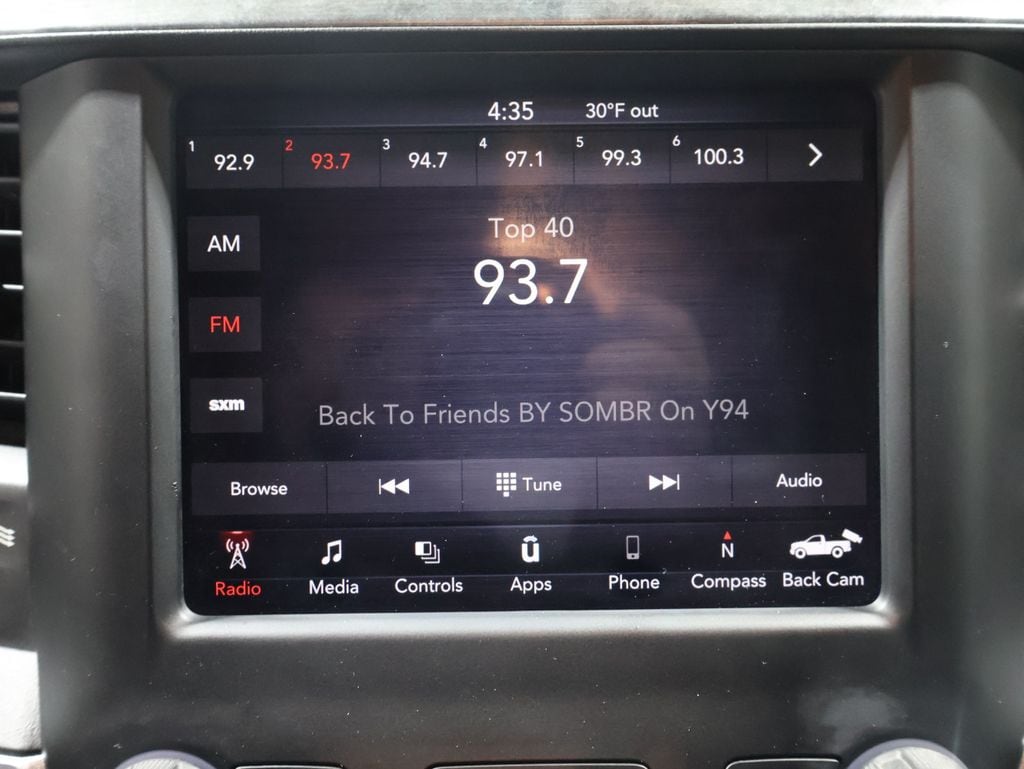 4:35 30°F out
1 92.9 2 93.7 3 94.7 4 97.1 5 99.3 6 100.3
Top 40
AM
93.7
FM
sxm
Back To Friends BY SOMBR On Y94
Browse Tune Audio
N
Radio Media Controls Apps Phone Compass Back Cam